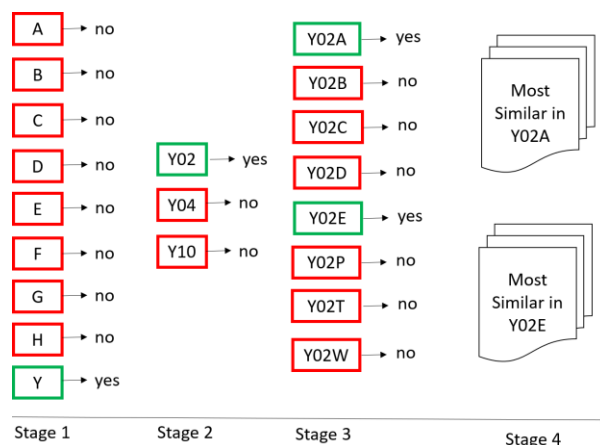 A no
B no
C no
D no
E no
F no
G no
H no
Y yes
Stage 1
Y02 yes
Y04 no
Y10 no
Stage 2
Y02A yes
Y02B no
Y02C no
Y02D no
Y02E yes
Y02P no
Y02T no
Y02W no
Stage 3
Most
Similar in
Y02A
Most
Similar in
Y02E
Stage 4